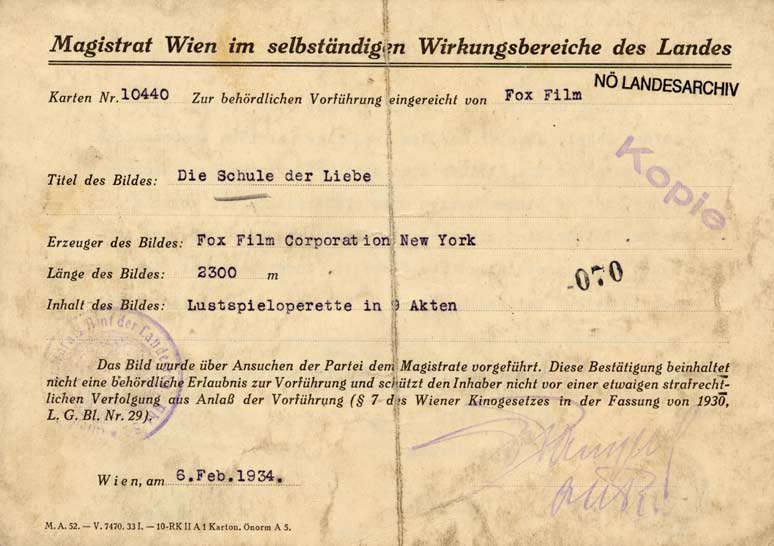 Magistrat Wien im selbständigen Wirkungsbereiche des Landes
Karten Nr. 10440 Zur behördlichen Vorführung eingereicht von Fox Film
NÖ LANDESARCHIV
Kopie
Titel des Bildes: Die Schule der Liebe
Erzeuger des Bildes: Fox Film Corporation New York
Länge des Bildes: 2300 m
070
Inhalt des Bildes: Lustspieloperette in 9 Akten
Das Bild wurde über Ansuchen der Partei dem Magistrate vorgeführt. Diese Bestätigung beinhaltet
nicht eine behördliche Erlaubnis zur Vorführung und schützt den Inhaber nicht vor einer etwaigen strafrecht-
lichen Verfolgung aus Anlaß der Vorführung (§ 7 des Wiener Kinogesetzes in der Fassung von 1930,
L. G. Bl. Nr. 29).
Wien, am 6.Feb.1934.
M. A. 52. — V. 7470. 33 I. — 10-RK II A 1 Karton. Önorm A 5.